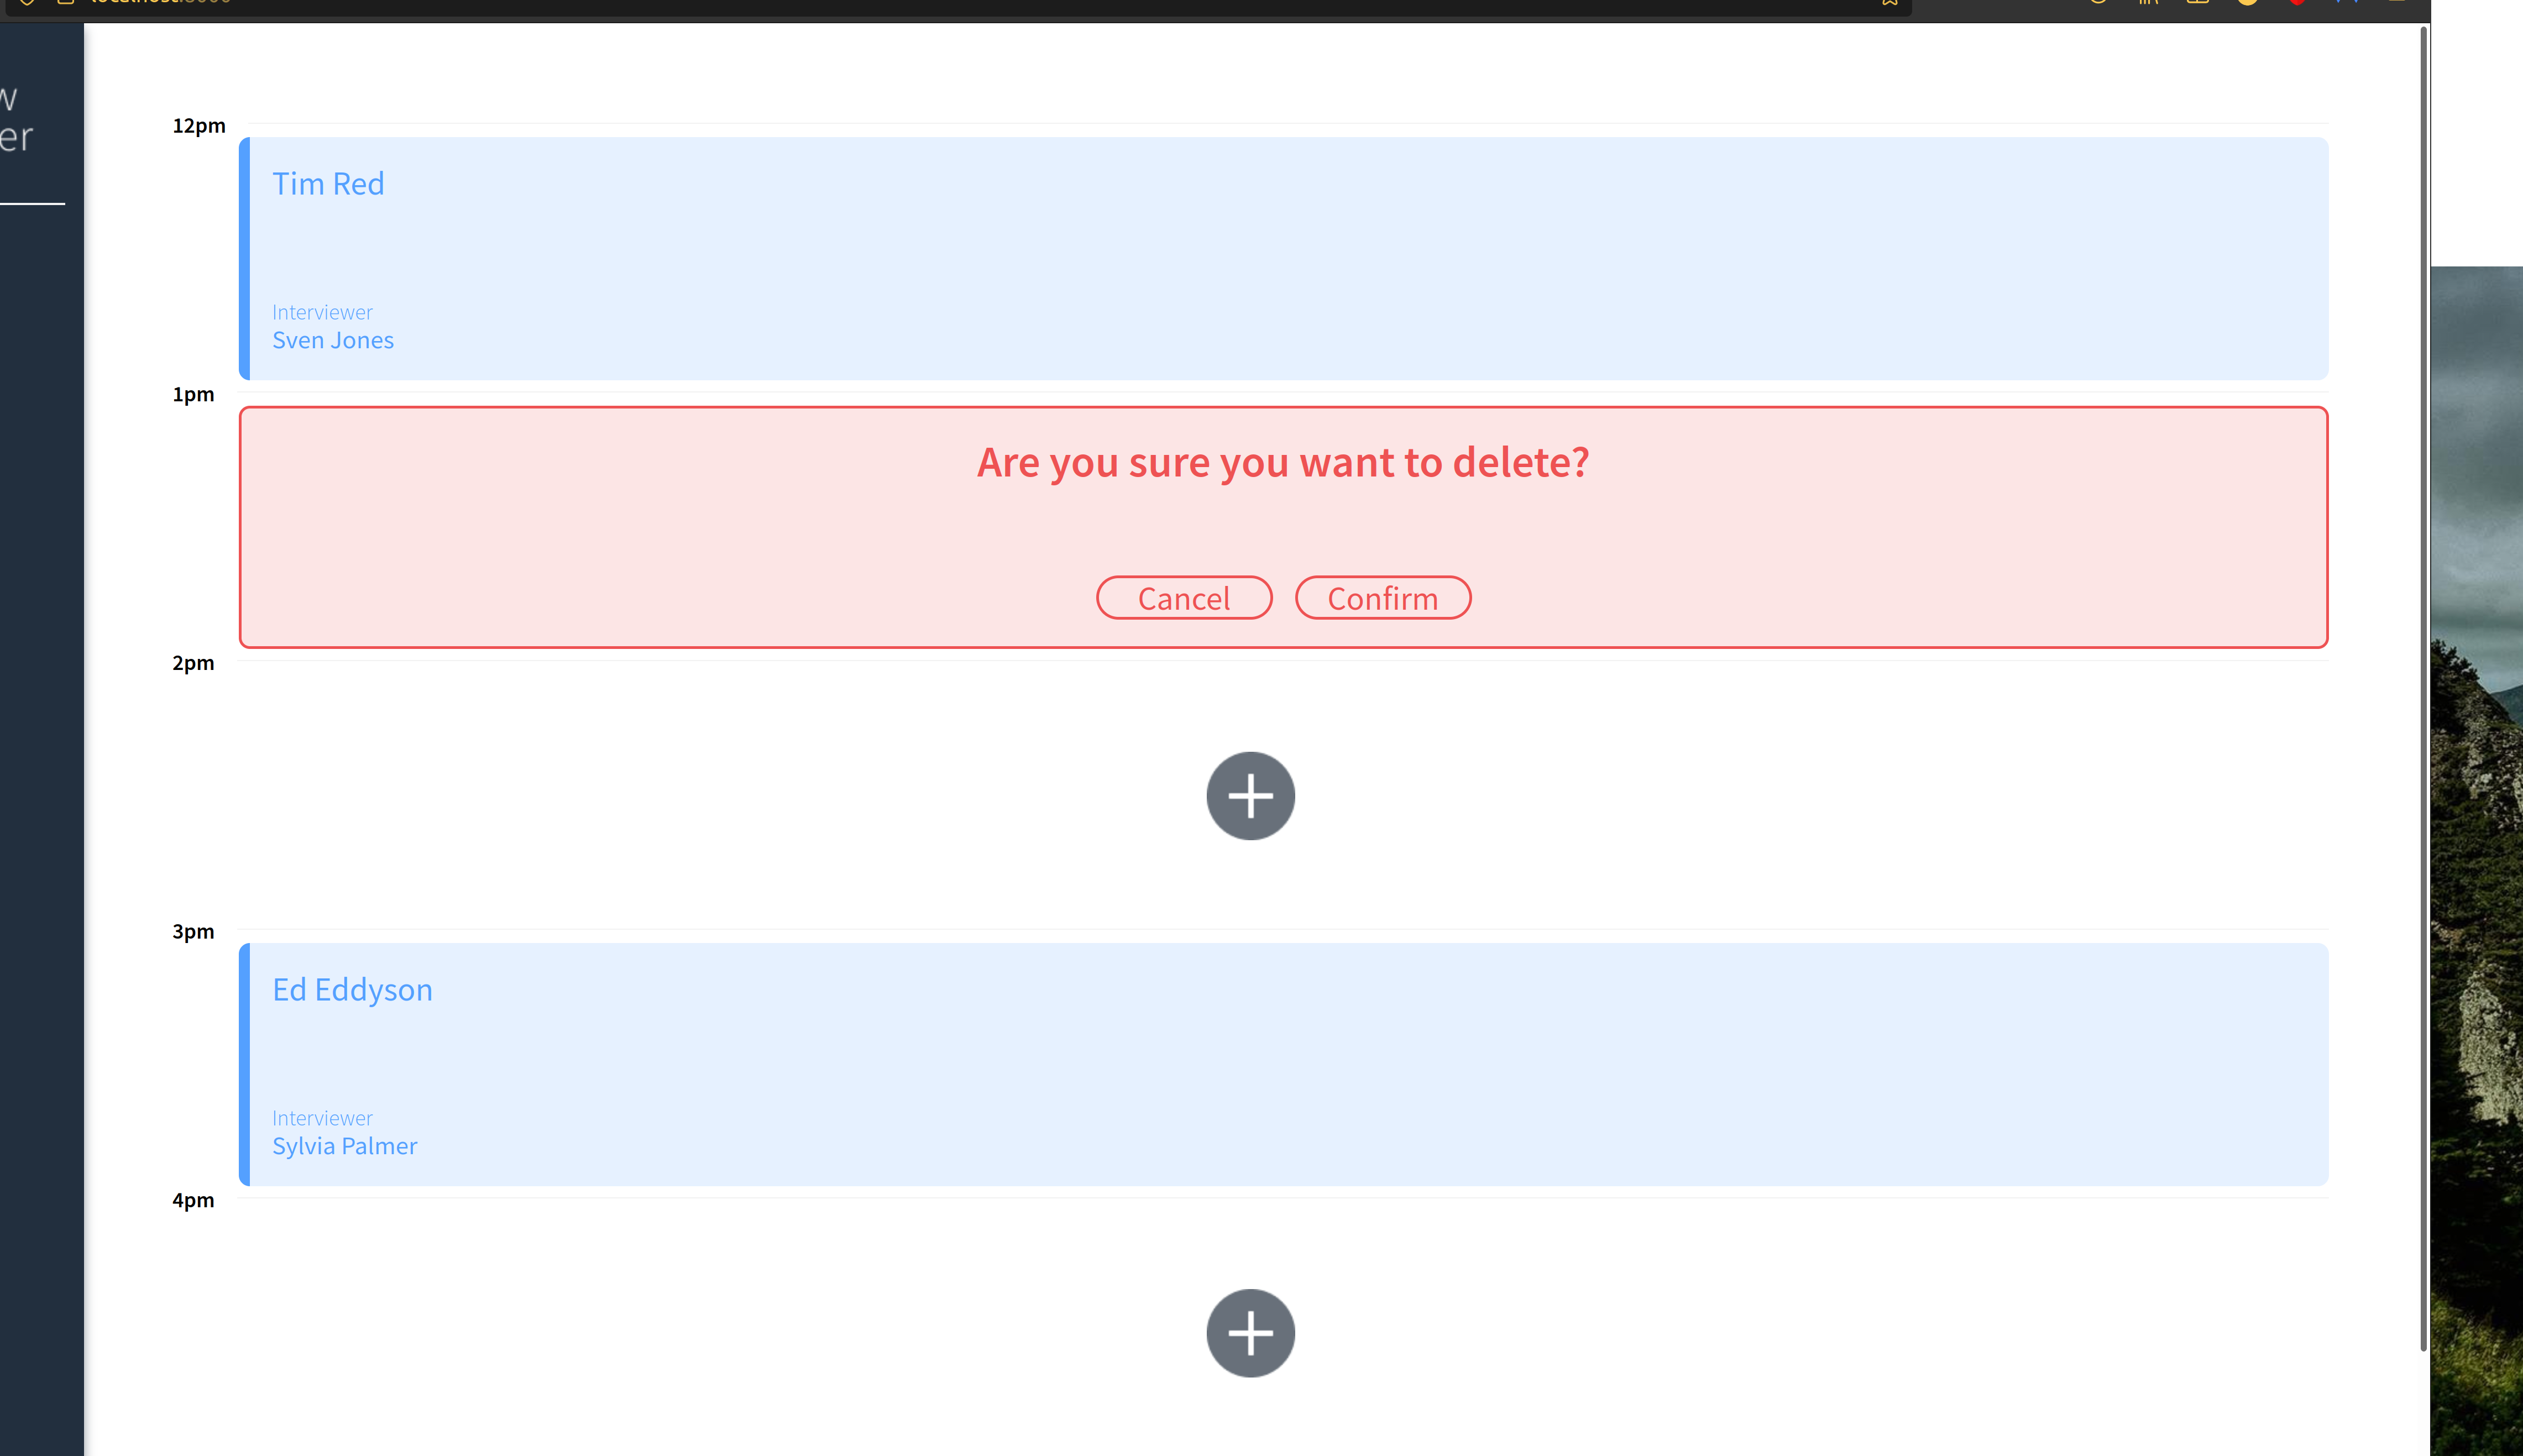 w
er
12pm
Tim Red
Interviewer
Sven Jones
1pm
Are you sure you want to delete?
Cancel Confirm
2pm
3pm
Ed Eddyson
Interviewer
Sylvia Palmer
4pm